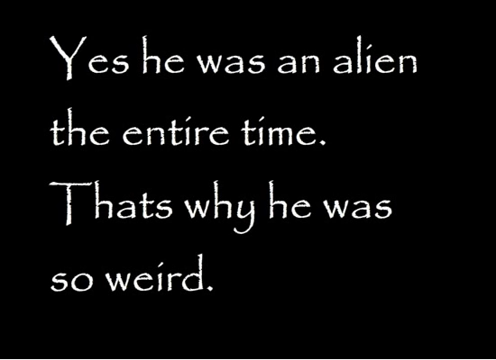 Yes he was an alien
the entire time.
Thats why he was
so weird.